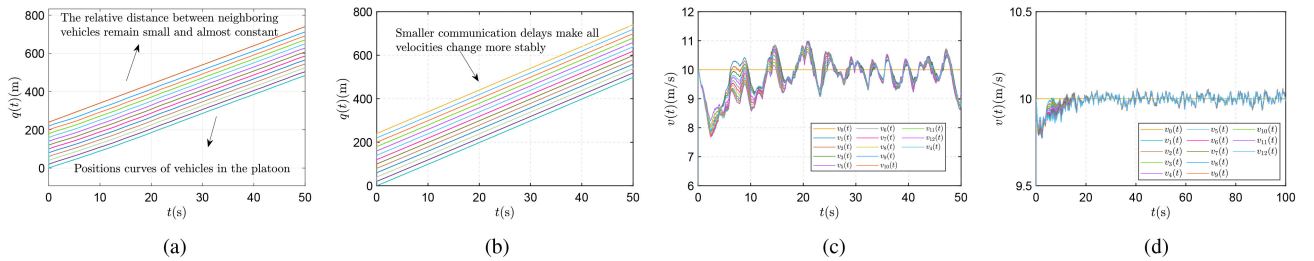 The relative distance between neighboring
vehicles remain small and almost constant
Positions curves of vehicles in the platoon
q(t)(m)
800
600
400
200
0
0 10 20 30 40 50
t(s)
(a)
Smaller communication delays make all
velocities change more stably
q(t)(m)
800
600
400
200
0
0 10 20 30 40 50
t(s)
(b)
v(t)(m/s)
12
11
10
9
8
7
6
v₀(t) v₆(t) v₁₁(t)
v₁(t) v₇(t) v₁₂(t)
v₂(t) v₈(t) v₄(t)
v₃(t) v₉(t)
v₅(t) v₁₀(t)
0 10 20 30 40 50
t(s)
(c)
v(t)(m/s)
10.5
10
9.5
v₀(t) v₅(t) v₁₀(t)
v₁(t) v₆(t) v₁₁(t)
v₂(t) v₇(t) v₁₂(t)
v₃(t) v₈(t)
v₄(t) v₉(t)
0 20 40 60 80 100
t(s)
(d)